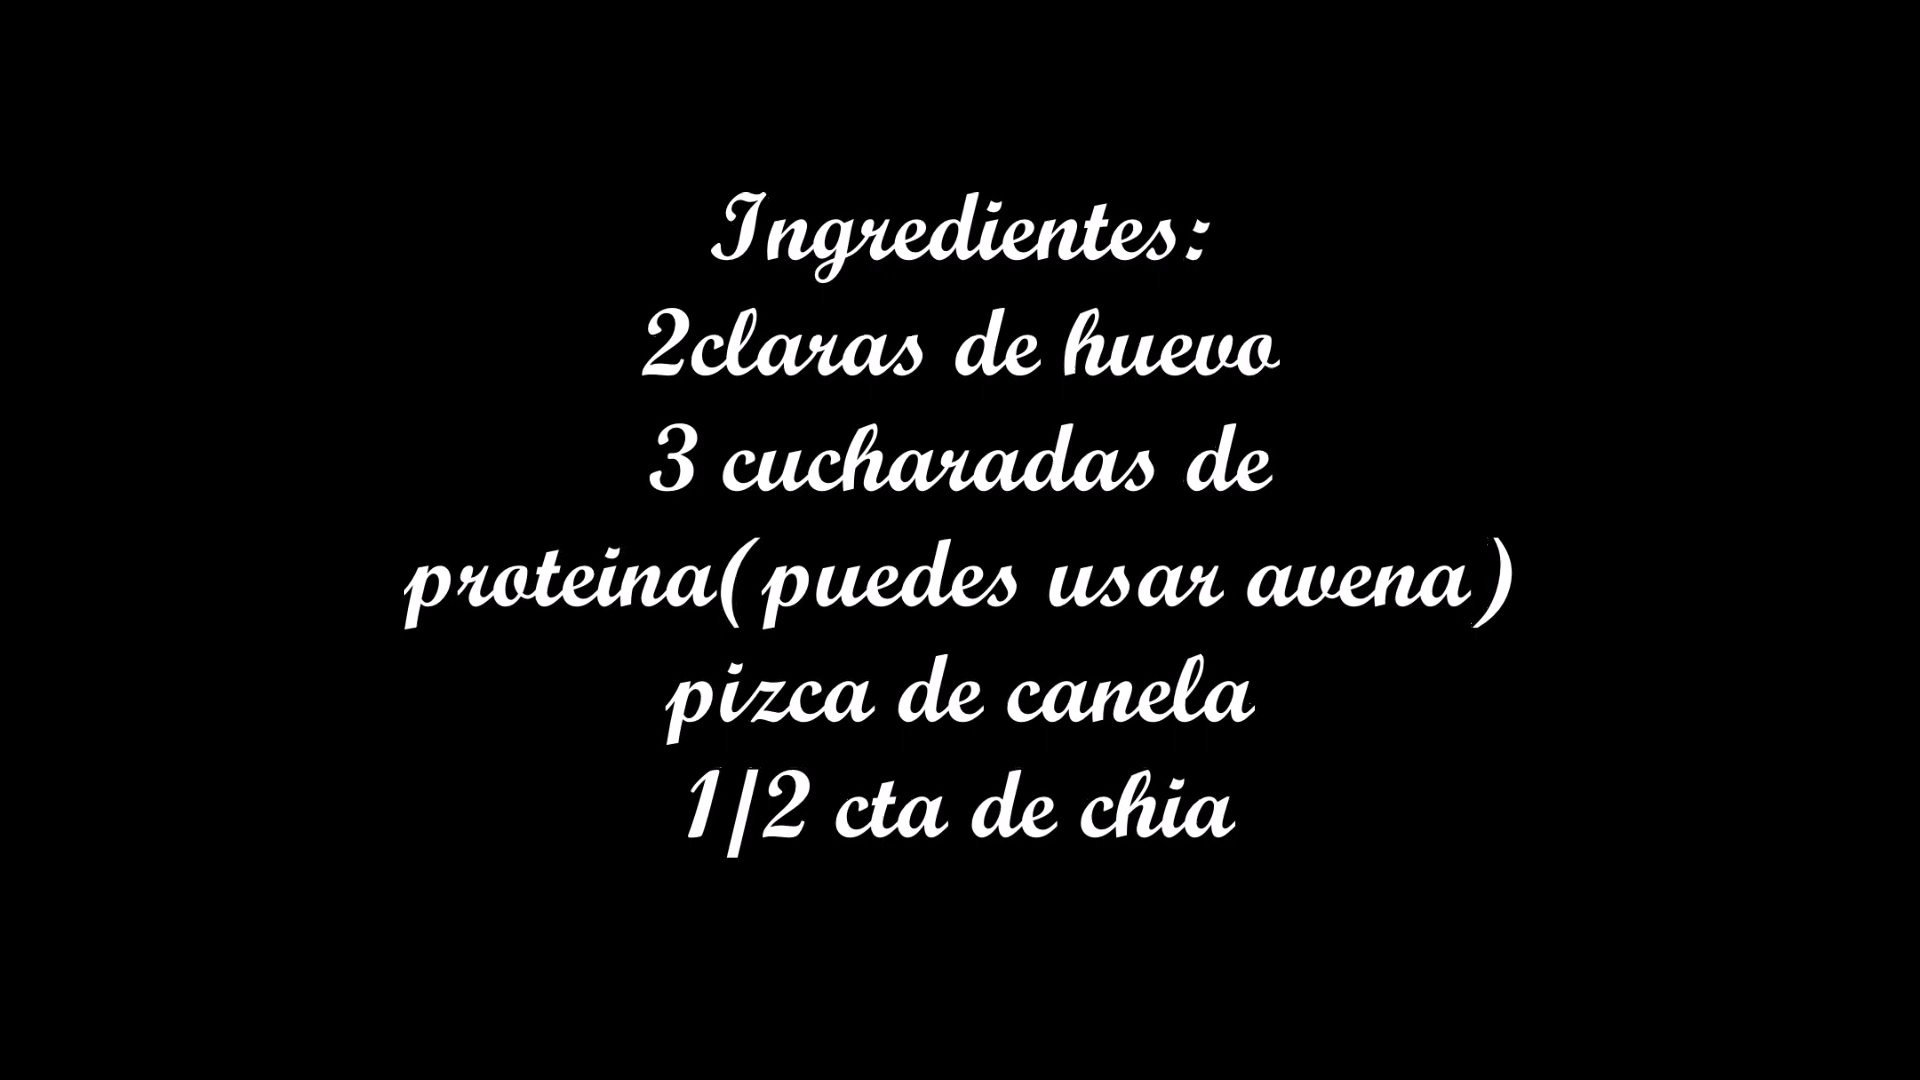 Ingredientes:
2claras de huevo
3 cucharadas de
proteina(puedes usar avena)
pizca de canela
1/2 cta de chia